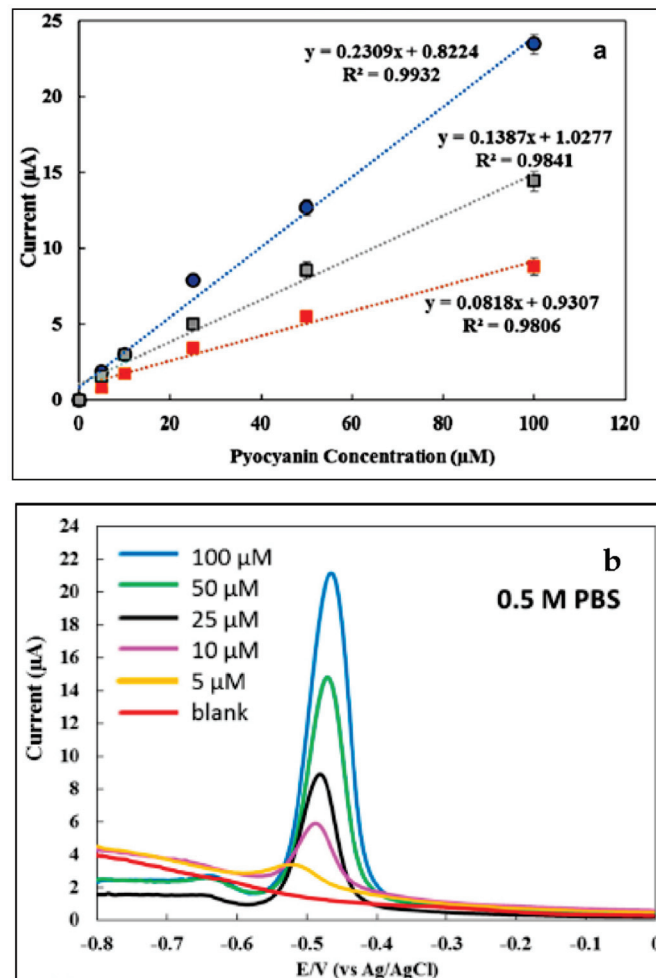 a
y = 0.2309x + 0.8224
R² = 0.9932
y = 0.1387x + 1.0277
R² = 0.9841
y = 0.0818x + 0.9307
R² = 0.9806
Current (µA)
25
20
15
10
5
0
0 20 40 60 80 100 120
Pyocyanin Concentration (µM)
b
0.5 M PBS
100 µM
50 µM
25 µM
10 µM
5 µM
blank
Current (µA)
24
22
20
18
16
14
12
10
8
6
4
2
0
-0.8 -0.7 -0.6 -0.5 -0.4 -0.3 -0.2 -0.1 0
E/V (vs Ag/AgCl)